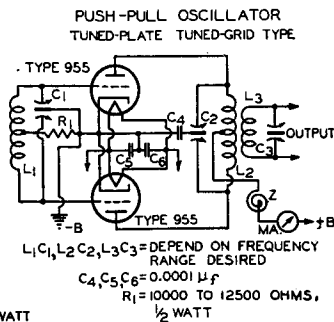 PUSH-PULL OSCILLATOR
TUNED-PLATE TUNED-GRID TYPE
TYPE 955
C1
R1
L1
C4
C2
L3
C5 C6
OUTPUT
C3
L2
-B
TYPE 955
Z
MA.
+B
L1C1, L2C2, L3C3 = DEPEND ON FREQUENCY
RANGE DESIRED
C4, C5, C6 = 0.0001 µf
R1 = 10000 TO 12500 OHMS,
1/2 WATT
WATT